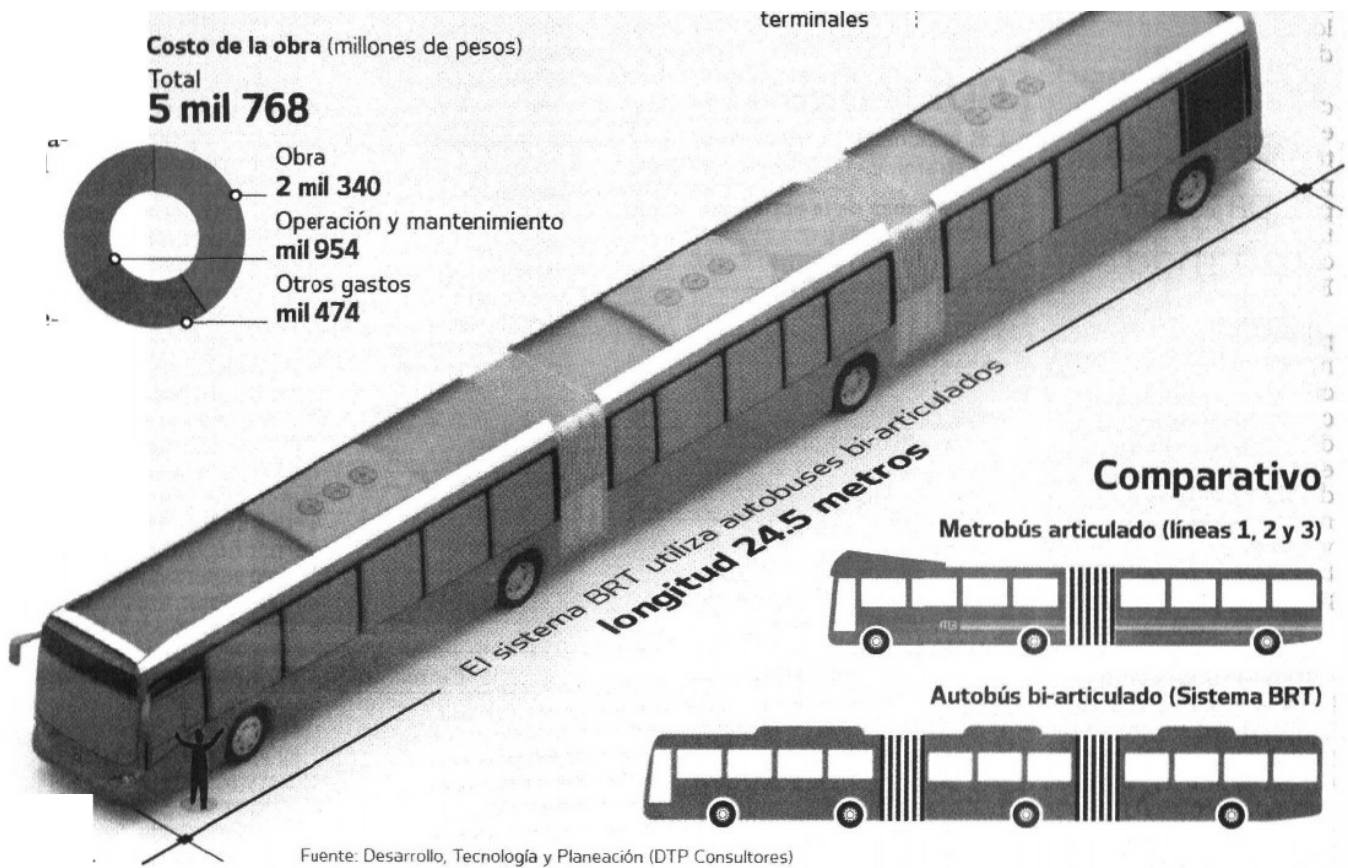 terminales
Costo de la obra (millones de pesos)
Total
5 mil 768
Obra
2 mil 340
Operación y mantenimiento
mil 954
Otros gastos
mil 474
El sistema BRT utiliza autobuses bi-articulados
longitud 24.5 metros
Comparativo
Metrobús articulado (líneas 1, 2 y 3)
Autobús bi-articulado (Sistema BRT)
Fuente: Desarrollo, Tecnología y Planeación (DTP Consultores)